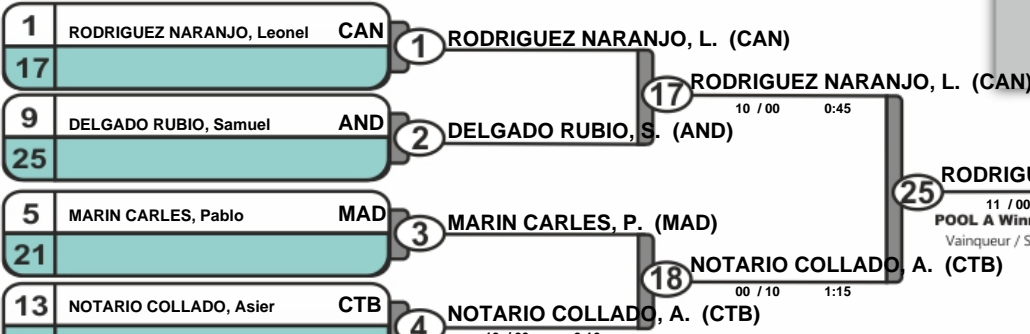 1 RODRIGUEZ NARANJO, Leonel CAN
17
9 DELGADO RUBIO, Samuel AND
25
5 MARIN CARLES, Pablo MAD
21
13 NOTARIO COLLADO, Asier CTB
1 RODRIGUEZ NARANJO, L. (CAN)
2 DELGADO RUBIO, S. (AND)
3 MARIN CARLES, P. (MAD)
4 NOTARIO COLLADO, A. (CTB)
17 RODRIGUEZ NARANJO, L. (CAN)
10 / 00 0:45
18 NOTARIO COLLADO, A. (CTB)
00 / 10 1:15
25
11 / 00
POOL A
Vainqueur /